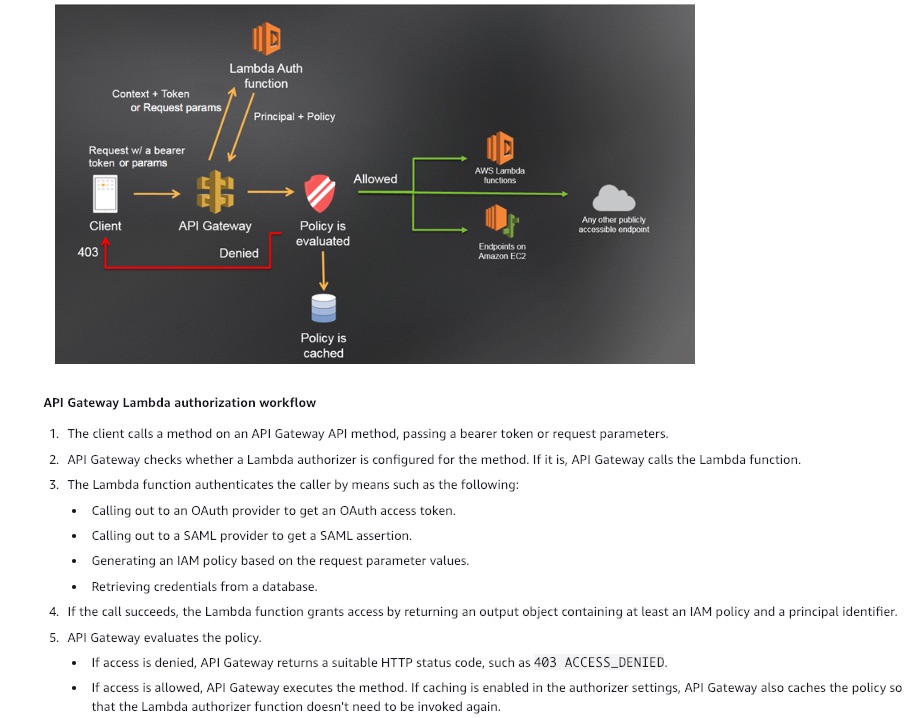 Lambda Auth
function
Context + Token
or Request params
Principal + Policy
Request w/ a bearer
token or params
Allowed
AWS Lambda
functions
Client
API Gateway
Policy is
evaluated
Any other publicly
accessible endpoint
403
Denied
Endpoints on
Amazon EC2
Policy is
cached
API Gateway Lambda authorization workflow
1. The client calls a method on an API Gateway API method, passing a bearer token or request parameters.
2. API Gateway checks whether a Lambda authorizer is configured for the method. If it is, API Gateway calls the Lambda function.
3. The Lambda function authenticates the caller by means such as the following:
• Calling out to an OAuth provider to get an OAuth access token.
• Calling out to a SAML provider to get a SAML assertion.
• Generating an IAM policy based on the request parameter values.
• Retrieving credentials from a database.
4. If the call succeeds, the Lambda function grants access by returning an output object containing at least an IAM policy and a principal identifier.
5. API Gateway evaluates the policy.
• If access is denied, API Gateway returns a suitable HTTP status code, such as 403 ACCESS_DENIED.
• If access is allowed, API Gateway executes the method. If caching is enabled in the authorizer settings, API Gateway also caches the policy so
that the Lambda authorizer function doesn't need to be invoked again.